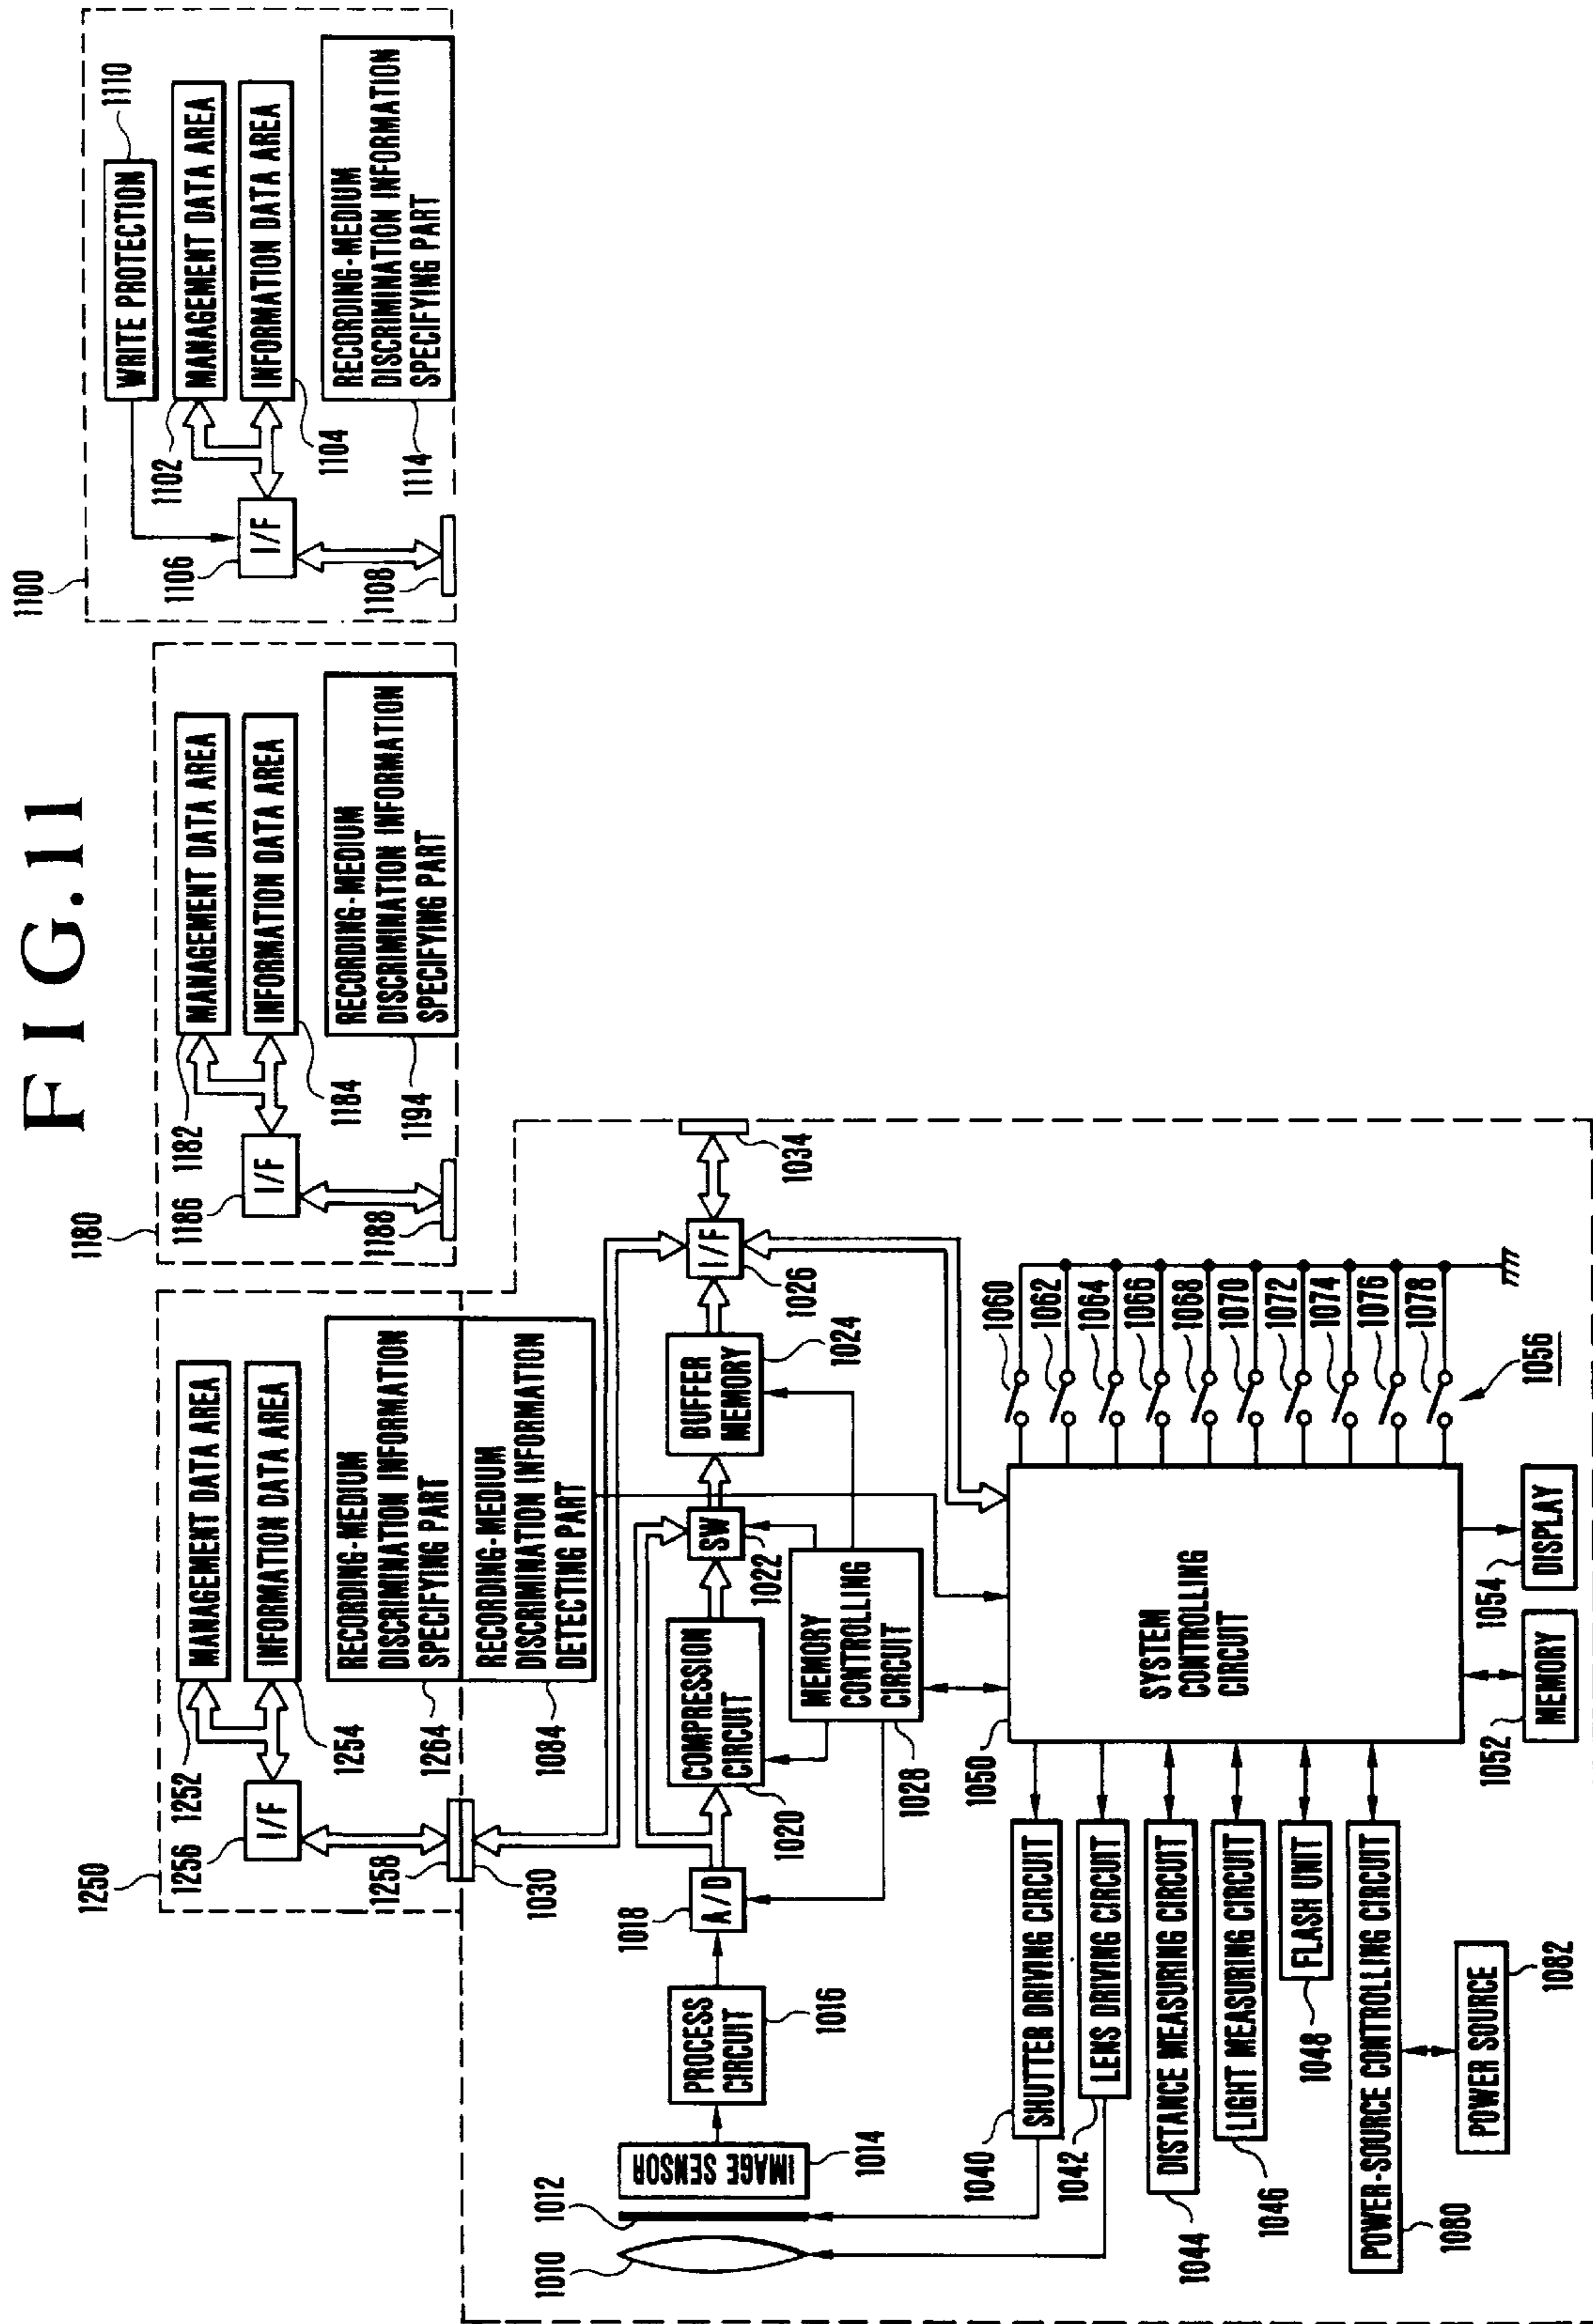 FIG.11
1250
1256
I/F
1252
MANAGEMENT DATA AREA
INFORMATION DATA AREA
1254
1258
1030
RECORDING-MEDIUM
DISCRIMINATION INFORMATION
SPECIFYING PART
1264
RECORDING-MEDIUM
DISCRIMINATION INFORMATION
DETECTING PART
1084
1180
1186
I/F
1182
MANAGEMENT DATA AREA
INFORMATION DATA AREA
1184
1188
RECORDING-MEDIUM
DISCRIMINATION INFORMATION
SPECIFYING PART
1194
1100
1106
I/F
WRITE PROTECTION
1110
1102
MANAGEMENT DATA AREA
INFORMATION DATA AREA
1104
1108
RECORDING-MEDIUM
DISCRIMINATION INFORMATION
SPECIFYING PART
1114
1010
1012
IMAGE SENSOR
1014
PROCESS
CIRCUIT
1016
1018
A/D
COMPRESSION
CIRCUIT
1020
SW
1022
BUFFER
MEMORY
1024
I/F
1026
1034
MEMORY
CONTROLLING
CIRCUIT
1028
1040
SHUTTER DRIVING CIRCUIT
1042
LENS DRIVING CIRCUIT
DISTANCE MEASURING CIRCUIT
1044
LIGHT MEASURING CIRCUIT
1046
FLASH UNIT
1048
POWER-SOURCE CONTROLLING CIRCUIT
1080
POWER SOURCE
1082
1050
SYSTEM
CONTROLLING
CIRCUIT
1052
MEMORY
1054
DISPLAY
1060
1062
1064
1066
1068
1070
1072
1074
1076
1078
1056